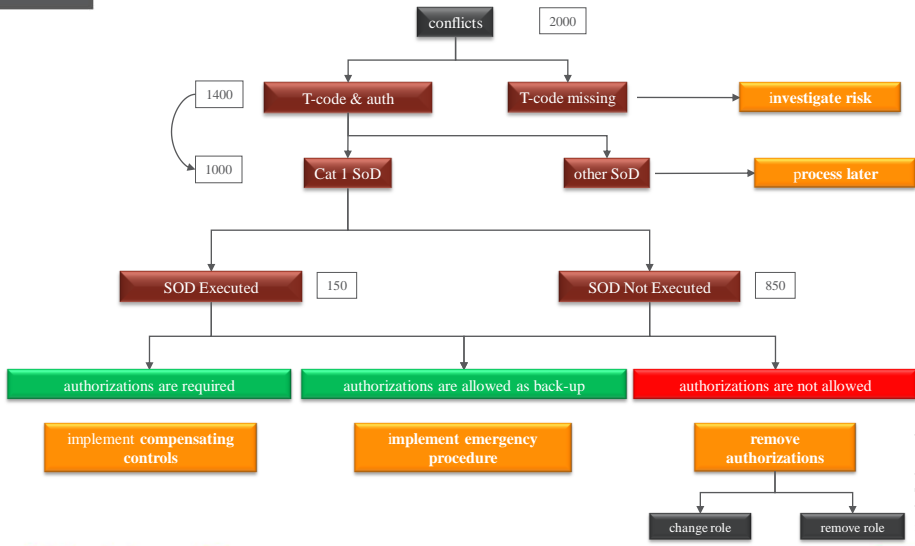 conflicts
2000
1400
T-code & auth
T-code missing
investigate risk
1000
Cat 1 SoD
other SoD
process later
SOD Executed
150
SOD Not Executed
850
authorizations are required
authorizations are allowed as back-up
authorizations are not allowed
implement compensating
controls
implement emergency
procedure
remove
authorizations
change role
remove role